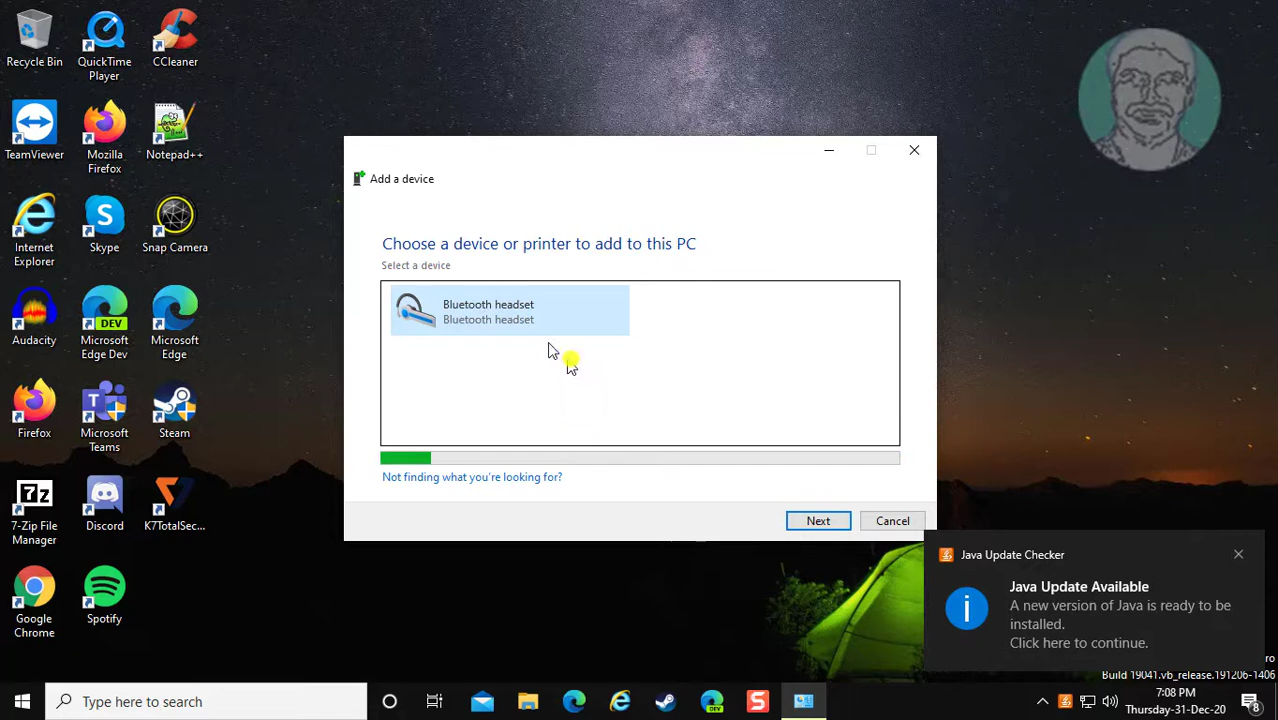 Recycle Bin
QuickTime
Player
CCleaner
TeamViewer
Mozilla
Firefox
Notepad++
Internet
Explorer
Skype
Snap Camera
Audacity
DEV
Microsoft
Edge Dev
Microsoft
Edge
Firefox
Microsoft
Teams
Steam
7-Zip File
Manager
Discord
K7TotalSec...
Google
Chrome
Spotify
Add a device
Choose a device or printer to add to this PC
Select a device
Bluetooth headset
Bluetooth headset
Not finding what you're looking for?
Next
Cancel
Java Update Checker
Java Update Available
A new version of Java is ready to be
installed.
Click here to continue.
Build 19041.vb_release.191206-1406
Type here to search
DEV
7:08 PM
Thursday-31-Dec-20
8